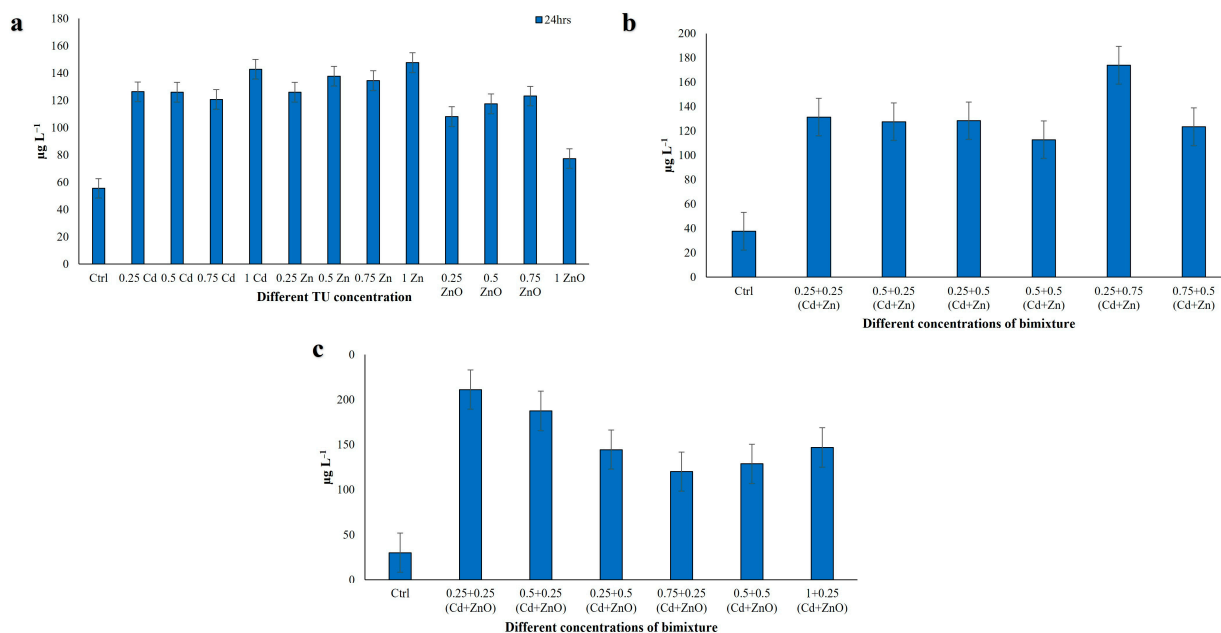 a
24hrs
180
160
140
120
100
80
60
40
20
0
µg L⁻¹
Ctrl 0.25 Cd 0.5 Cd 0.75 Cd 1 Cd 0.25 Zn 0.5 Zn 0.75 Zn 1 Zn 0.25 0.5 0.75 1 ZnO
ZnO ZnO ZnO
Different TU concentration
b
200
180
160
140
120
100
80
60
40
20
0
µg L⁻¹
Ctrl 0.25+0.25 0.5+0.25 0.25+0.5 0.5+0.5 0.25+0.75 0.75+0.5
(Cd+Zn) (Cd+Zn) (Cd+Zn) (Cd+Zn) (Cd+Zn) (Cd+Zn)
Different concentrations of bimixture
c
0
200
150
100
50
0
µg L⁻¹
Ctrl 0.25+0.25 0.5+0.25 0.25+0.5 0.75+0.25 0.5+0.5 1+0.25
(Cd+ZnO) (Cd+ZnO) (Cd+ZnO) (Cd+ZnO) (Cd+ZnO) (Cd+ZnO)
Different concentrations of bimixture